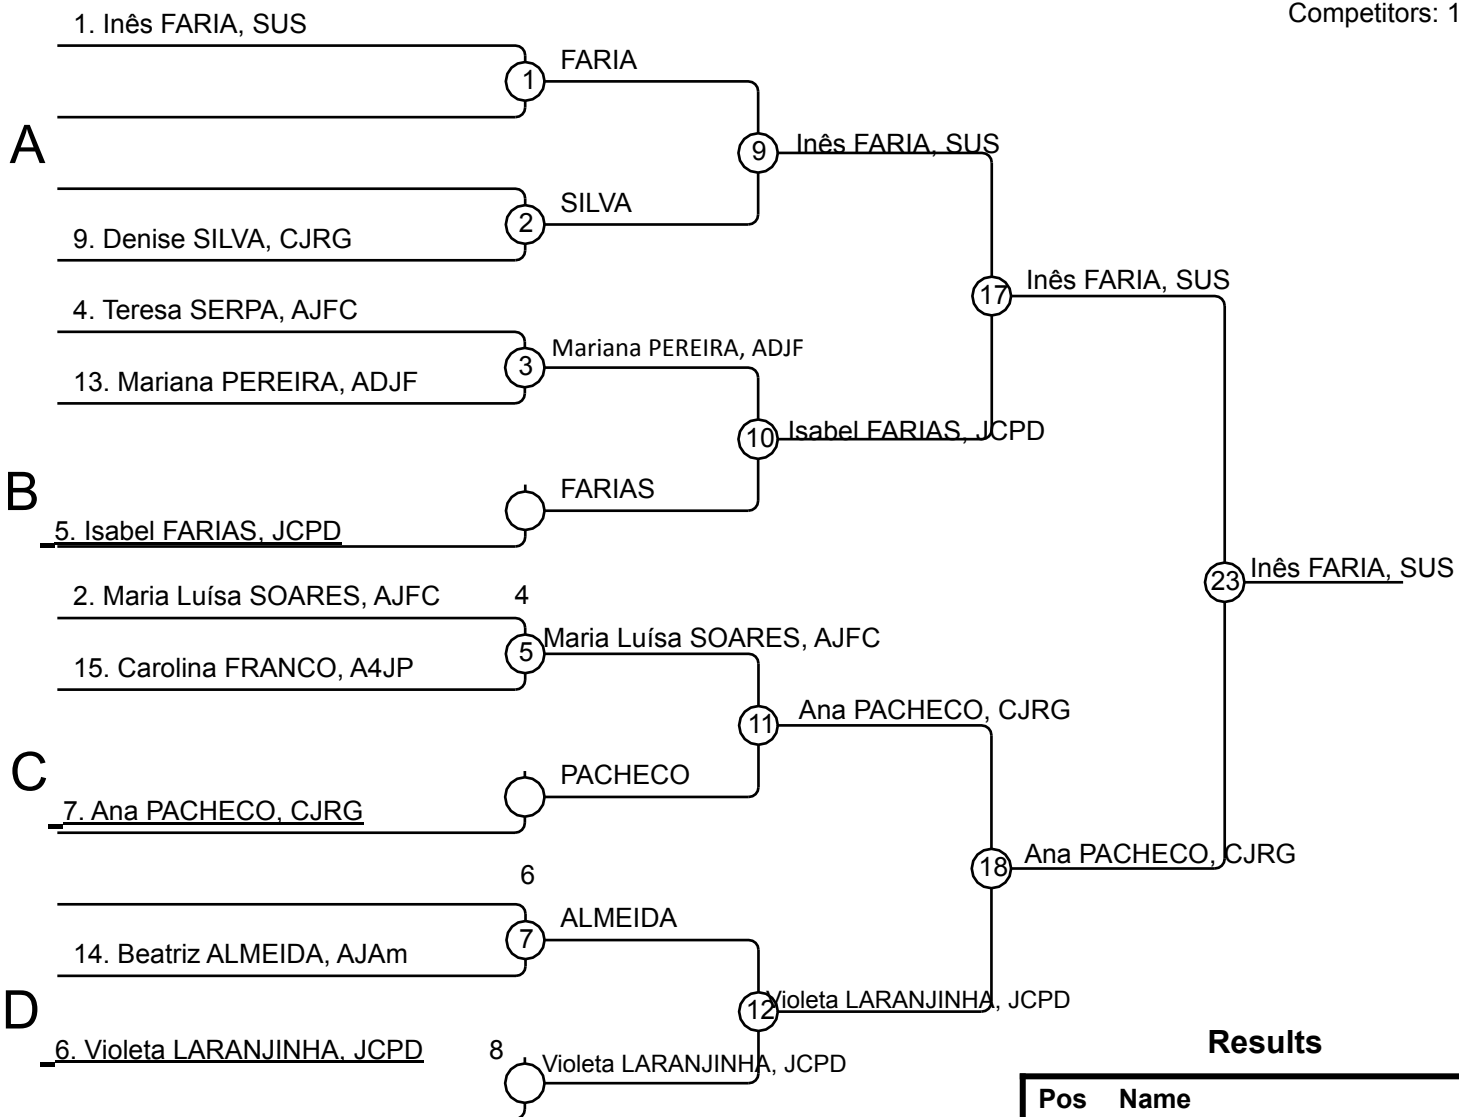 Competitors: 1
1. Inês FARIA, SUS
1
FARIA
A
9
Inês FARIA, SUS
2
SILVA
9. Denise SILVA, CJRG
17
Inês FARIA, SUS
4. Teresa SERPA, AJFC
3
Mariana PEREIRA, ADJF
13. Mariana PEREIRA, ADJF
10
Isabel FARIAS, JCPD
B
FARIAS
5. Isabel FARIAS, JCPD
23
Inês FARIA, SUS
2. Maria Luísa SOARES, AJFC
4
5
Maria Luísa SOARES, AJFC
15. Carolina FRANCO, A4JP
11
Ana PACHECO, CJRG
C
PACHECO
7. Ana PACHECO, CJRG
18
Ana PACHECO, CJRG
6
7
ALMEIDA
14. Beatriz ALMEIDA, AJAm
12
Violeta LARANJINHA, JCPD
D
6. Violeta LARANJINHA, JCPD
8
Violeta LARANJINHA, JCPD
Results
Pos Name